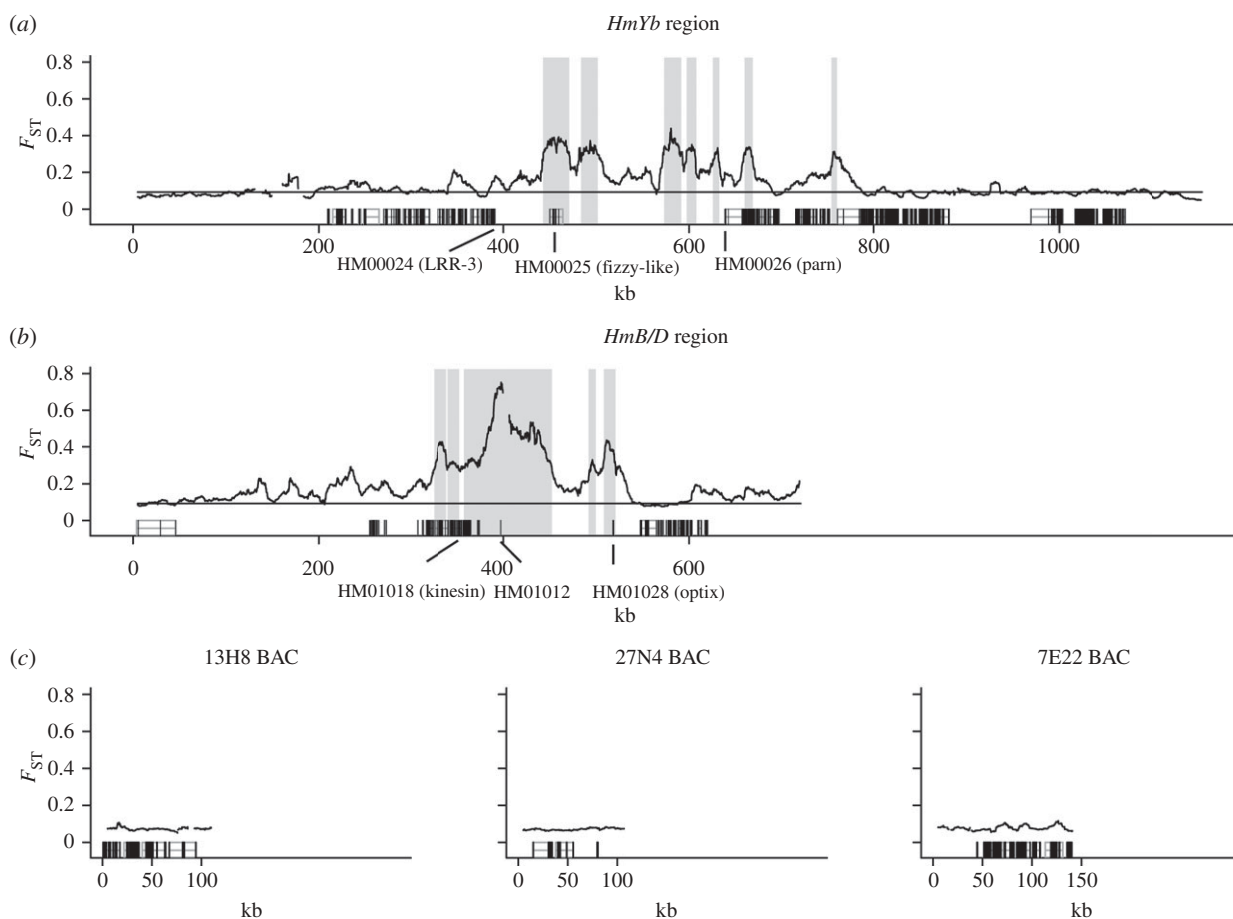 (a) HmYb region
0.8
0.6
0.4
0.2
0
F_ST
0 200 400 600 800 1000
HM00024 (LRR-3) HM00025 (fizzy-like) HM00026 (parn)
kb
(b) HmB/D region
0.8
0.6
0.4
0.2
0
F_ST
0 200 400 600
HM01018 (kinesin) HM01012 HM01028 (optix)
kb
(c) 13H8 BAC 27N4 BAC 7E22 BAC
0.8
0.6
0.4
0.2
0
F_ST
0 50 100 0 50 100 0 50 100 150
kb kb kb